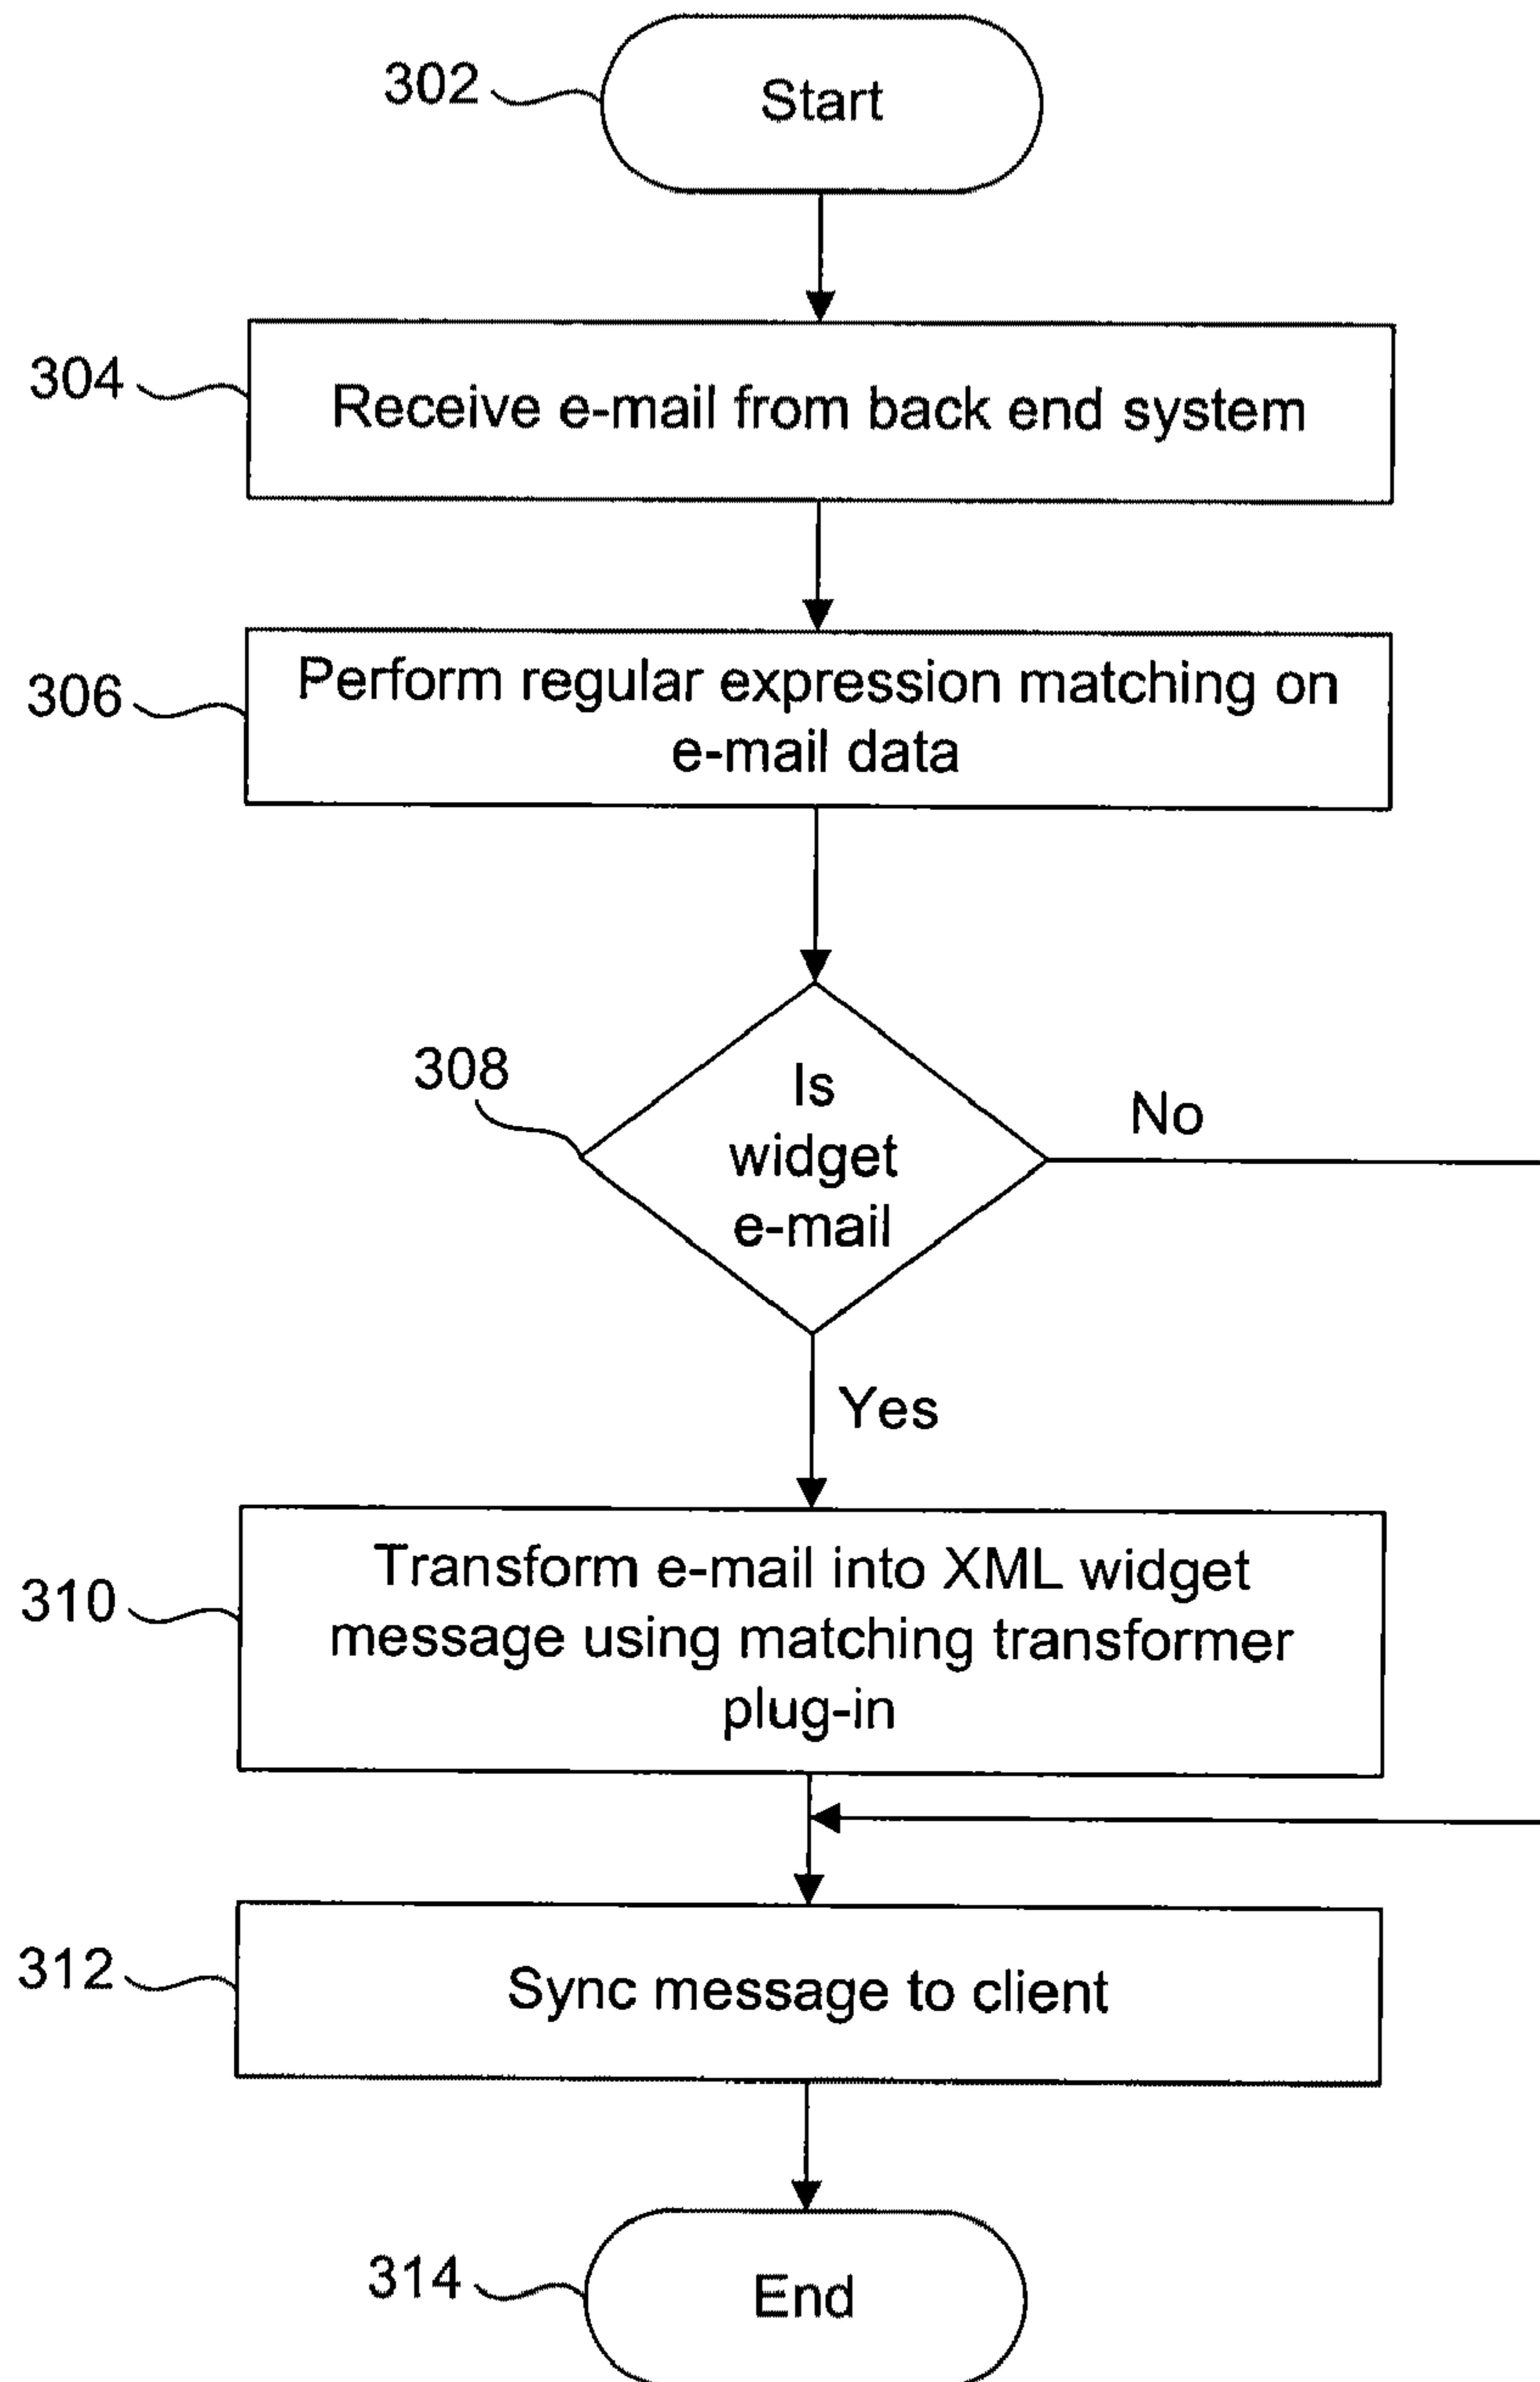 302
Start
304
Receive e-mail from back end system
306
Perform regular expression matching on
e-mail data
308
Is
widget
e-mail
No
Yes
310
Transform e-mail into XML widget
message using matching transformer
plug-in
312
Sync message to client
314
End